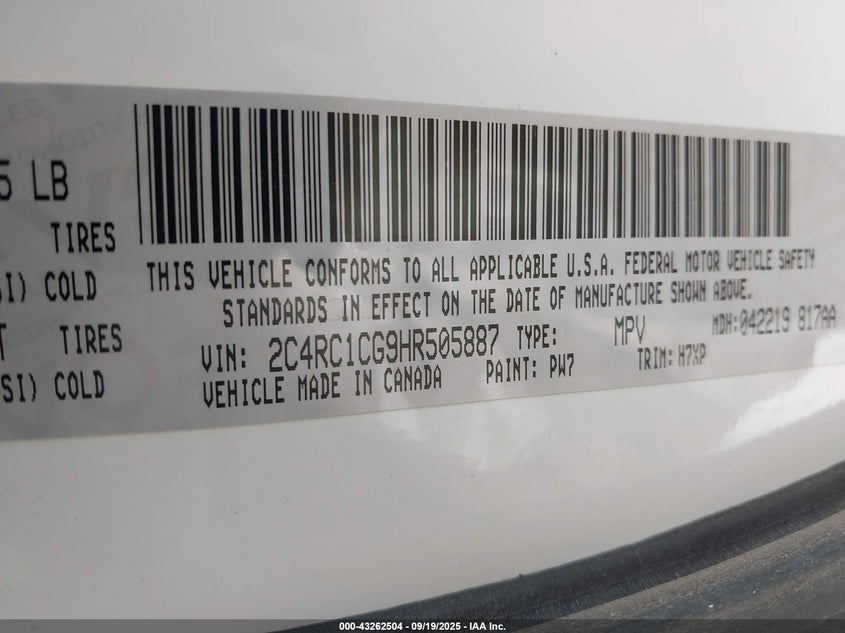 5 LB
TIRES
SI) COLD
T TIRES
SI) COLD
THIS VEHICLE CONFORMS TO ALL APPLICABLE U.S.A. FEDERAL MOTOR VEHICLE SAFETY
STANDARDS IN EFFECT ON THE DATE OF MANUFACTURE SHOWN ABOVE.
VIN: 2C4RC1CG9HR505887 TYPE: MPV MDH:042219 817AA
VEHICLE MADE IN CANADA PAINT: PW7 TRIM: H7XP
000-43262504 - 09/19/2025 - IAA Inc.